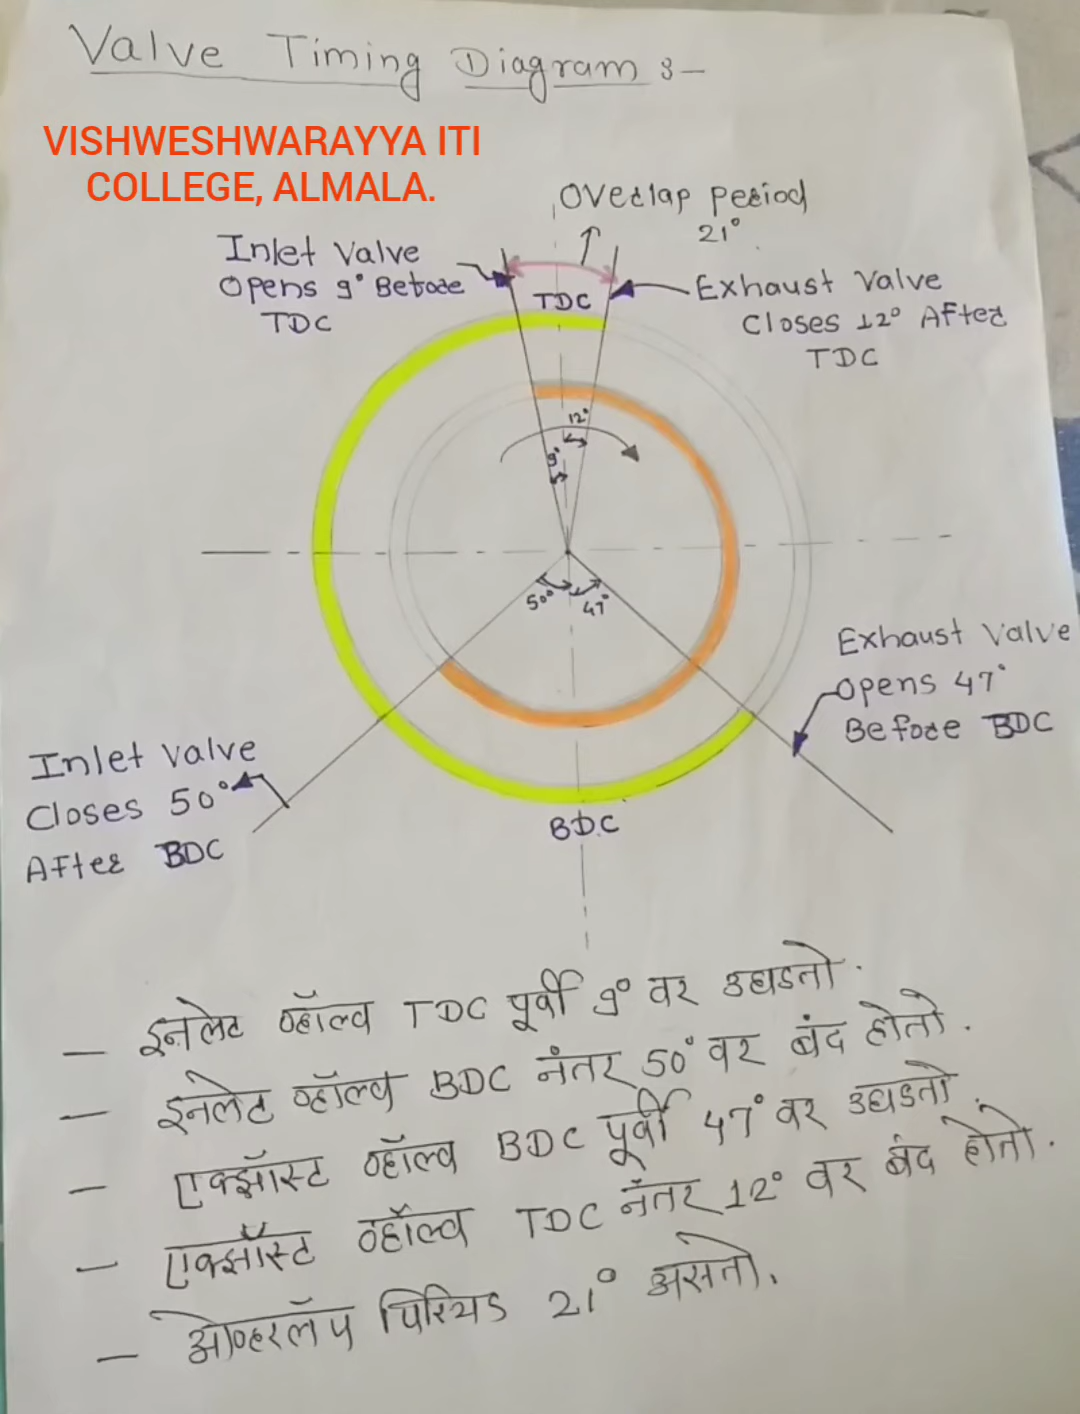 Valve Timing Diagram :-
VISHWESHWARAYYA ITI
COLLEGE, ALMALA.
Overlap period
21°
Inlet Valve
Opens 9° Before
TDC
TDC
Exhaust Valve
Closes 12° After
TDC
12°
9°
50°
47°
Exhaust Valve
Opens 47°
Before BDC
Inlet Valve
Closes 50°
After BDC
BDC
— इनलेट व्हॉल्व TDC पूर्वी 9° वर उघडतो.
— इनलेट व्हॉल्व BDC नंतर 50° वर बंद होतो.
— एक्झॉस्ट व्हॉल्व BDC पूर्वी 47° वर उघडतो.
— एक्झॉस्ट व्हॉल्व TDC नंतर 12° वर बंद होतो.
— ओव्हरलॅप पिरियड 21° असतो.